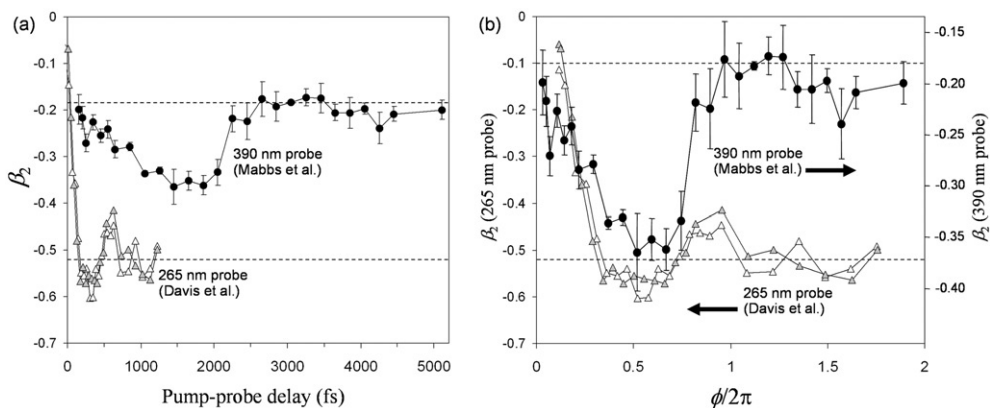 (a)
0
-0.1
-0.2
-0.3
-0.4
-0.5
-0.6
-0.7
β2
390 nm probe
(Mabbs et al.)
265 nm probe
(Davis et al.)
0
1000
2000
3000
4000
5000
Pump-probe delay (fs)
(b)
0
-0.1
-0.2
-0.3
-0.4
-0.5
-0.6
-0.7
β2 (265 nm probe)
390 nm probe
(Mabbs et al.)
265 nm probe
(Davis et al.)
-0.15
-0.20
-0.25
-0.30
-0.35
-0.40
β2 (390 nm probe)
0
0.5
1
1.5
2
ϕ/2π